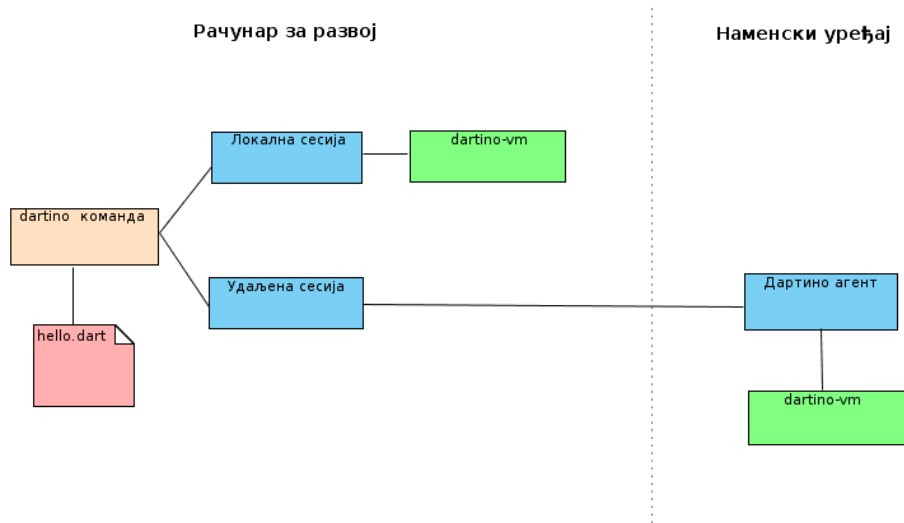 Рачунар за развој
Наменски уређај
Локална сесија
dartino-vm
dartino команда
Удаљена сесија
Дартино агент
hello.dart
dartino-vm